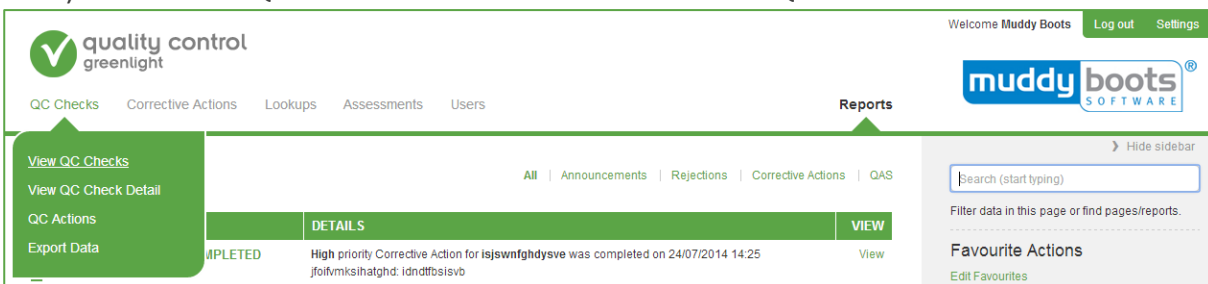 Welcome Muddy Boots Log out Settings
quality control
greenlight
muddy boots®
SOFTWARE
QC Checks Corrective Actions Lookups Assessments Users Reports
Hide sidebar
View QC Checks
View QC Check Detail
QC Actions
Export Data
All | Announcements | Rejections | Corrective Actions | QAS
Search (start typing)
Filter data in this page or find pages/reports.
DETAILS VIEW
MPLETED High priority Corrective Action for isjswnfghdysve was completed on 24/07/2014 14:25 View
jfoifvmksihatghd: idndtfbsisvb
Favourite Actions
Edit Favourites